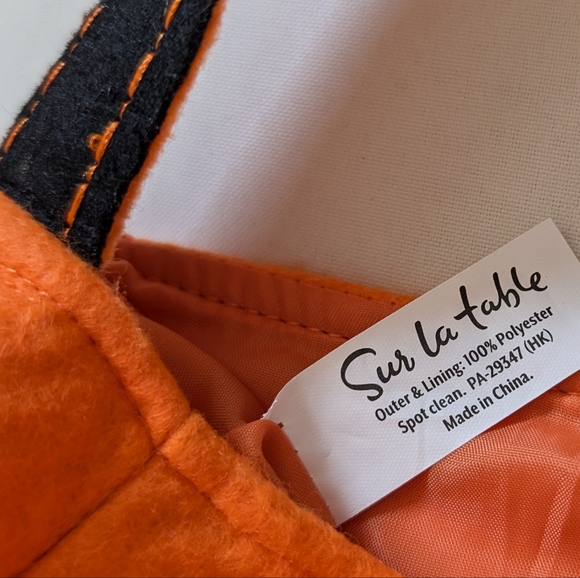 Sur la table
Outer & Lining: 100% Polyester
Spot clean. PA-29347 (HK)
Made in China.